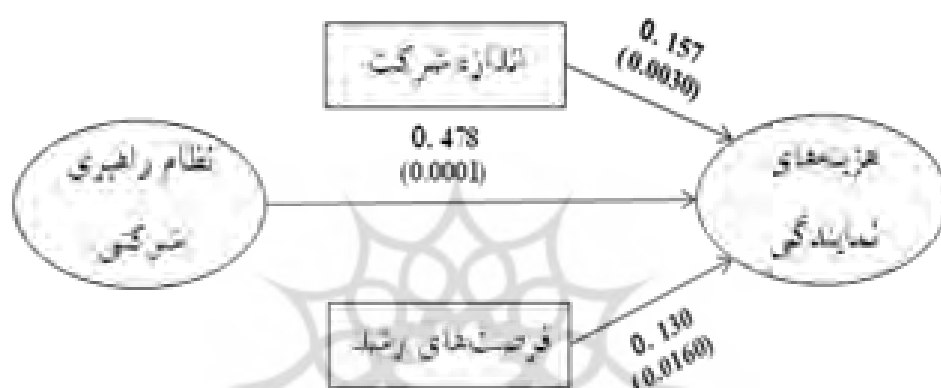 اندازه شرکت
0. 157
(0.0030)
0. 478
(0.0001)
نظام راهبری
شرکتی
هزینه‌های
نمایندگی
فرصت‌های رشد
0. 130
(0.0160)